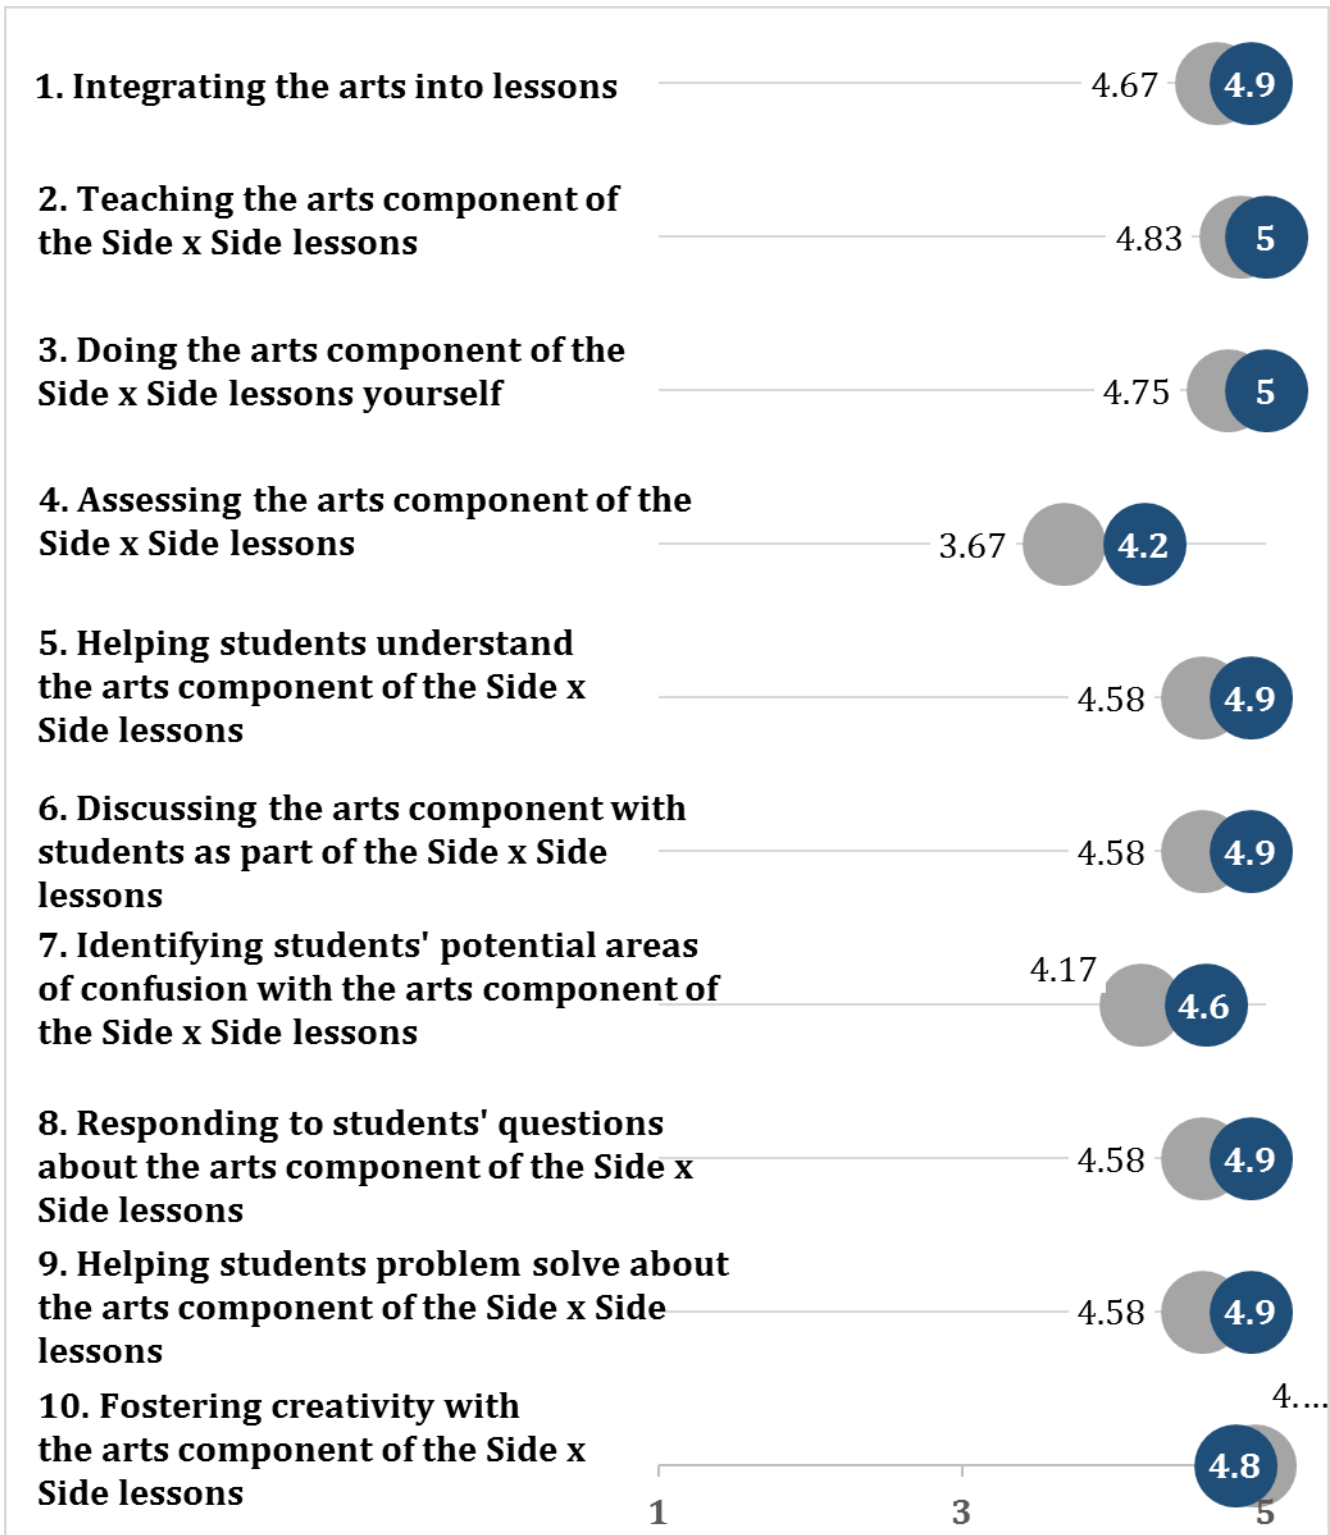 1. Integrating the arts into lessons
4.67
4.9
2. Teaching the arts component of
the Side x Side lessons
4.83
5
3. Doing the arts component of the
Side x Side lessons yourself
4.75
5
4. Assessing the arts component of the
Side x Side lessons
3.67
4.2
5. Helping students understand
the arts component of the Side x
Side lessons
4.58
4.9
6. Discussing the arts component with
students as part of the Side x Side
lessons
4.58
4.9
7. Identifying students' potential areas
of confusion with the arts component of
the Side x Side lessons
4.17
4.6
8. Responding to students' questions
about the arts component of the Side x
Side lessons
4.58
4.9
9. Helping students problem solve about
the arts component of the Side x Side
lessons
4.58
4.9
10. Fostering creativity with
the arts component of the Side x
Side lessons
4....
4.8
1
3
5